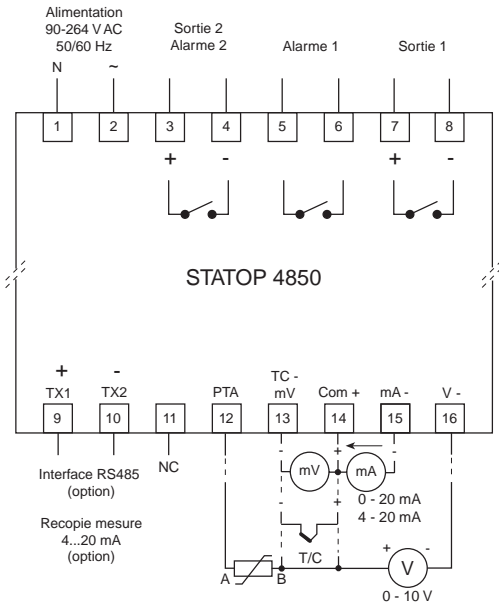 Alimentation
90-264 V AC
50/60 Hz
N ~
Sortie 2
Alarme 2
Alarme 1
Sortie 1
1 2 3 4 5 6 7 8
+ - + -
STATOP 4850
+ -
TX1 TX2 PTA TC - mV Com + mA - V -
9 10 11 12 13 14 15 16
Interface RS485
(option)
NC
Recopie mesure
4...20 mA
(option)
- + -
mV mA
0 - 20 mA
4 - 20 mA
- +
T/C
A B
+ -
V
0 - 10 V